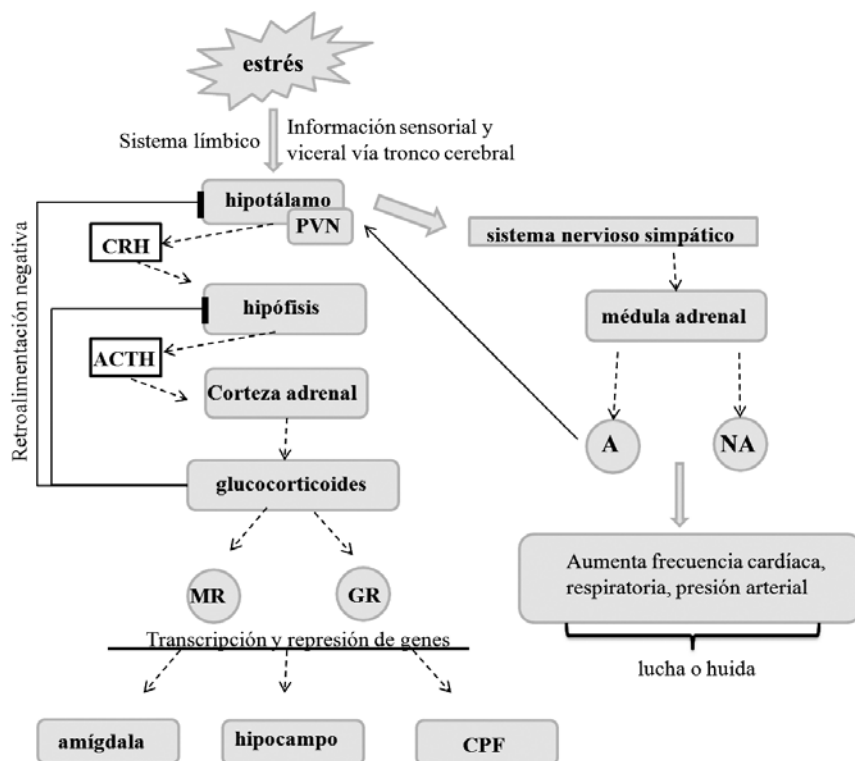 estrés
Sistema límbico
Información sensorial y
viceral vía tronco cerebral
hipotálamo
PVN
sistema nervioso simpático
CRH
Retroalimentación negativa
hipófisis
médula adrenal
ACTH
Corteza adrenal
A
NA
glucocorticoides
Aumenta frecuencia cardíaca,
respiratoria, presión arterial
MR
GR
Transcripción y represión de genes
lucha o huida
amígdala
hipocampo
CPF